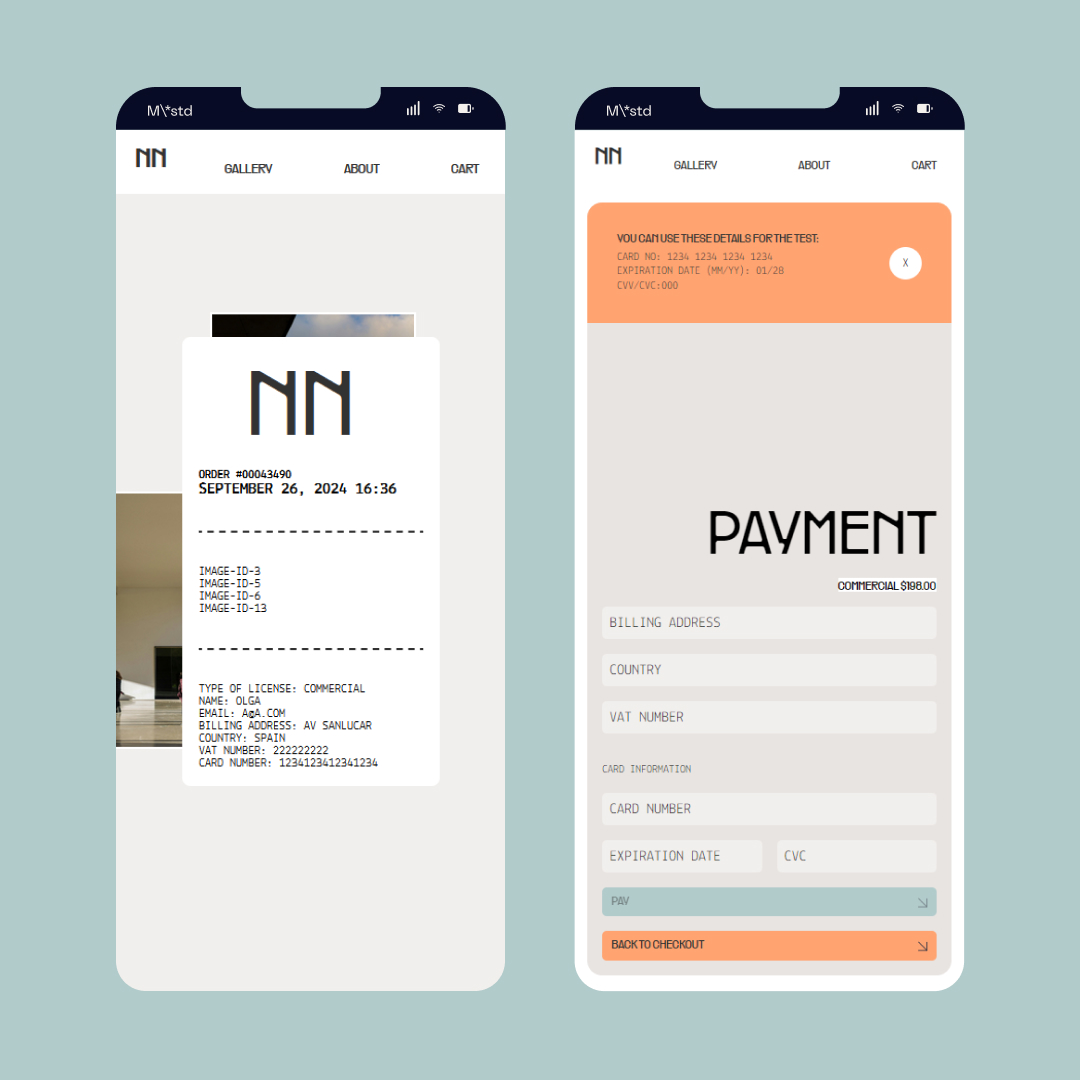 M\*std
NN
GALLERY
ABOUT
CART
NN
ORDER #00043490
SEPTEMBER 26, 2024 16:36
IMAGE-ID-3
IMAGE-ID-5
IMAGE-ID-6
IMAGE-ID-13
TYPE OF LICENSE: COMMERCIAL
NAME: OLGA
EMAIL: A@A.COM
BILLING ADDRESS: AV SANLUCAR
COUNTRY: SPAIN
VAT NUMBER: 222222222
CARD NUMBER: 1234123412341234
M\*std
NN
GALLERY
ABOUT
CART
YOU CAN USE THESE DETAILS FOR THE TEST:
CARD NO: 1234 1234 1234 1234
EXPIRATION DATE (MM/YY): 01/28
CVV/CVC:000
X
PAYMENT
COMMERCIAL $198.00
BILLING ADDRESS
COUNTRY
VAT NUMBER
CARD INFORMATION
CARD NUMBER
EXPIRATION DATE
CVC
PAY
BACK TO CHECKOUT